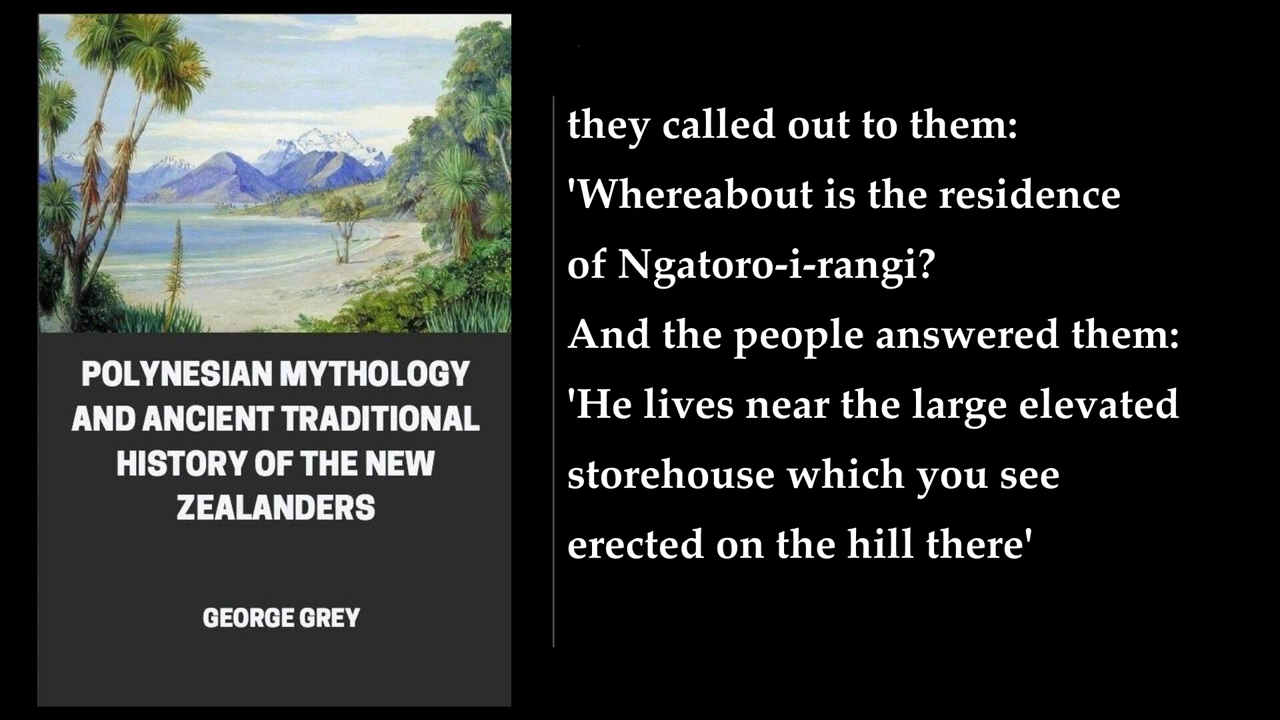 POLYNESIAN MYTHOLOGY
AND ANCIENT TRADITIONAL
HISTORY OF THE NEW
ZEALANDERS
GEORGE GREY
they called out to them:
'Whereabout is the residence
of Ngatoro-i-rangi?
And the people answered them:
'He lives near the large elevated
storehouse which you see
erected on the hill there'